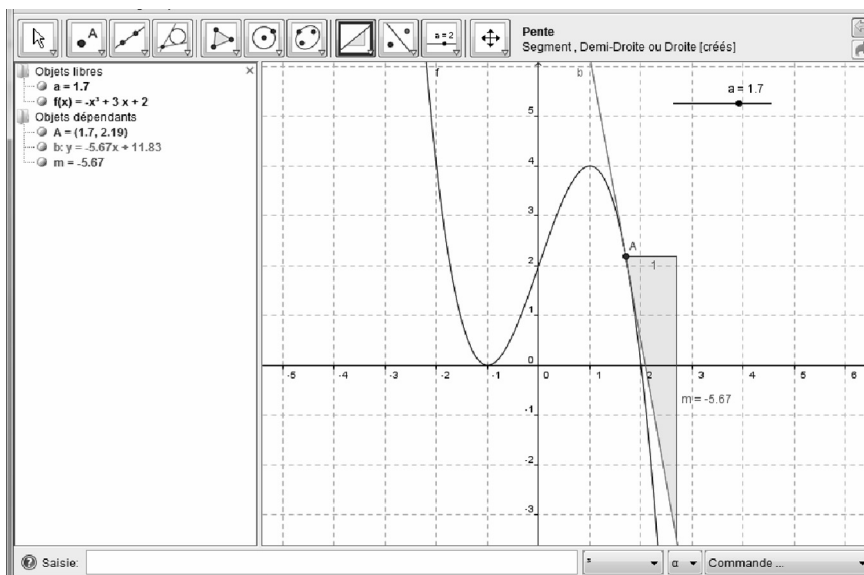 A
a = 2
Pente
Segment , Demi-Droite ou Droite [créés]
Objets libres
a = 1.7
f(x) = -x³ + 3 x + 2
Objets dépendants
A = (1.7, 2.19)
b: y = -5.67x + 11.83
m = -5.67
f
b
a = 1.7
5
4
3
2
A
1
1
0
-5 -4 -3 -2 -1 0 1 2 3 4 5 6
-1
m = -5.67
-2
-3
Saisie:
α
Commande ...